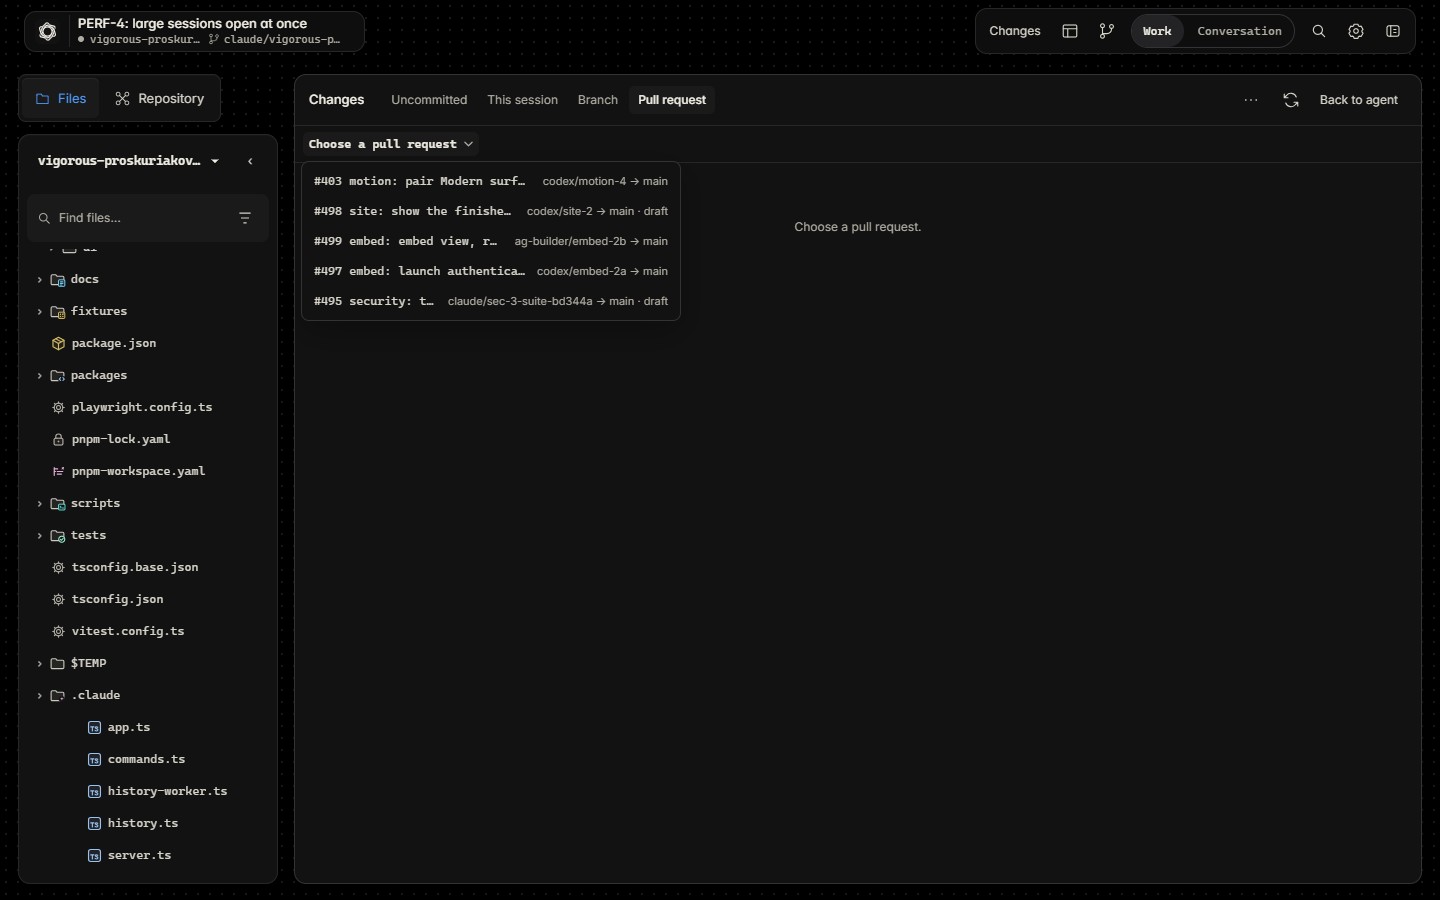 PERF-4: large sessions open at once
vigorous-proskur… claude/vigorous-p…
Changes Work Conversation
Files Repository
Changes Uncommitted This session Branch Pull request ··· Back to agent
Choose a pull request
#403 motion: pair Modern surf… codex/motion-4 → main
#498 site: show the finishe… codex/site-2 → main · draft
#499 embed: embed view, r… ag-builder/embed-2b → main
#497 embed: launch authentica… codex/embed-2a → main
#495 security: t… claude/sec-3-suite-bd344a → main · draft
Choose a pull request.
vigorous-proskuriakov…
Find files...
docs
fixtures
package.json
packages
playwright.config.ts
pnpm-lock.yaml
pnpm-workspace.yaml
scripts
tests
tsconfig.base.json
tsconfig.json
vitest.config.ts
$TEMP
.claude
TS app.ts
TS commands.ts
TS history-worker.ts
TS history.ts
TS server.ts